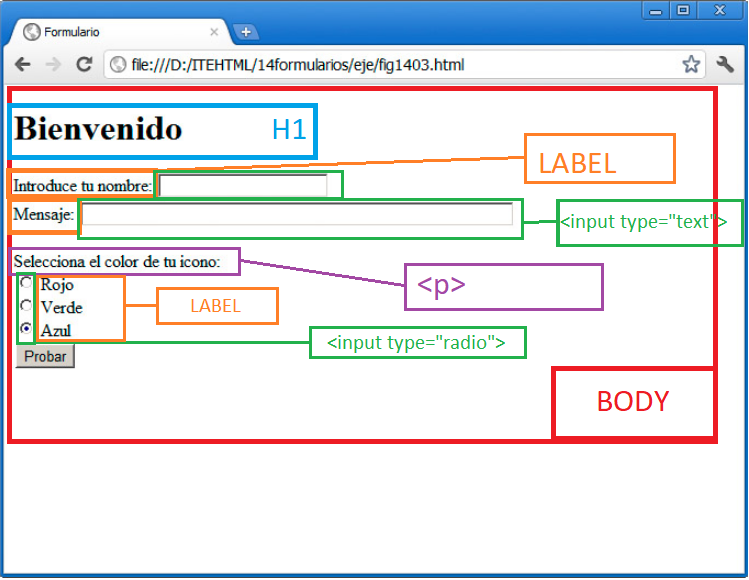 Formulario
file:///D:/ITEHTML/14formularios/eje/fig1403.html
Bienvenido H1
LABEL
Introduce tu nombre:
Mensaje:
<input type="text">
Selecciona el color de tu icono:
<p>
Rojo
Verde LABEL
Azul
<input type="radio">
Probar
BODY